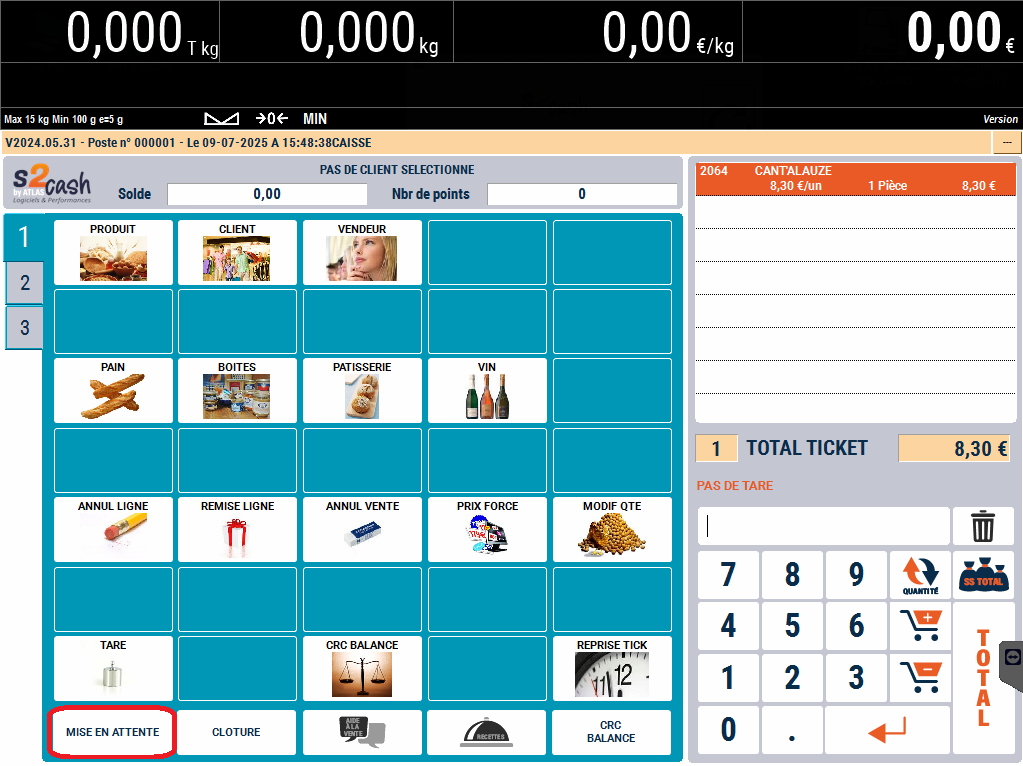 0,000 T kg
0,000 kg
0,00 €/kg
0,00 €
Max 15 kg Min 100 g e=5 g
→0←
MIN
Version
V2024.05.31 - Poste n° 000001 - Le 09-07-2025 A 15:48:38CAISSE
...
s2cash
by ATLAS
Logiciels & Performances
PAS DE CLIENT SELECTIONNE
Solde 0,00 Nbr de points 0
1
2
3
PRODUIT
CLIENT
VENDEUR
PAIN
BOITES
PATISSERIE
VIN
ANNUL LIGNE
REMISE LIGNE
ANNUL VENTE
PRIX FORCE
MODIF QTE
TARE
CRC BALANCE
REPRISE TICK
MISE EN ATTENTE
CLOTURE
AIDE
À LA
VENTE
RECETTES
CRC
BALANCE
2064 CANT'ALAUZE
8,30 €/un 1 Pièce 8,30 €
1 TOTAL TICKET 8,30 €
PAS DE TARE
7 8 9 QUANTITÉ SS TOTAL
4 5 6
1 2 3
0 .
TOTAL